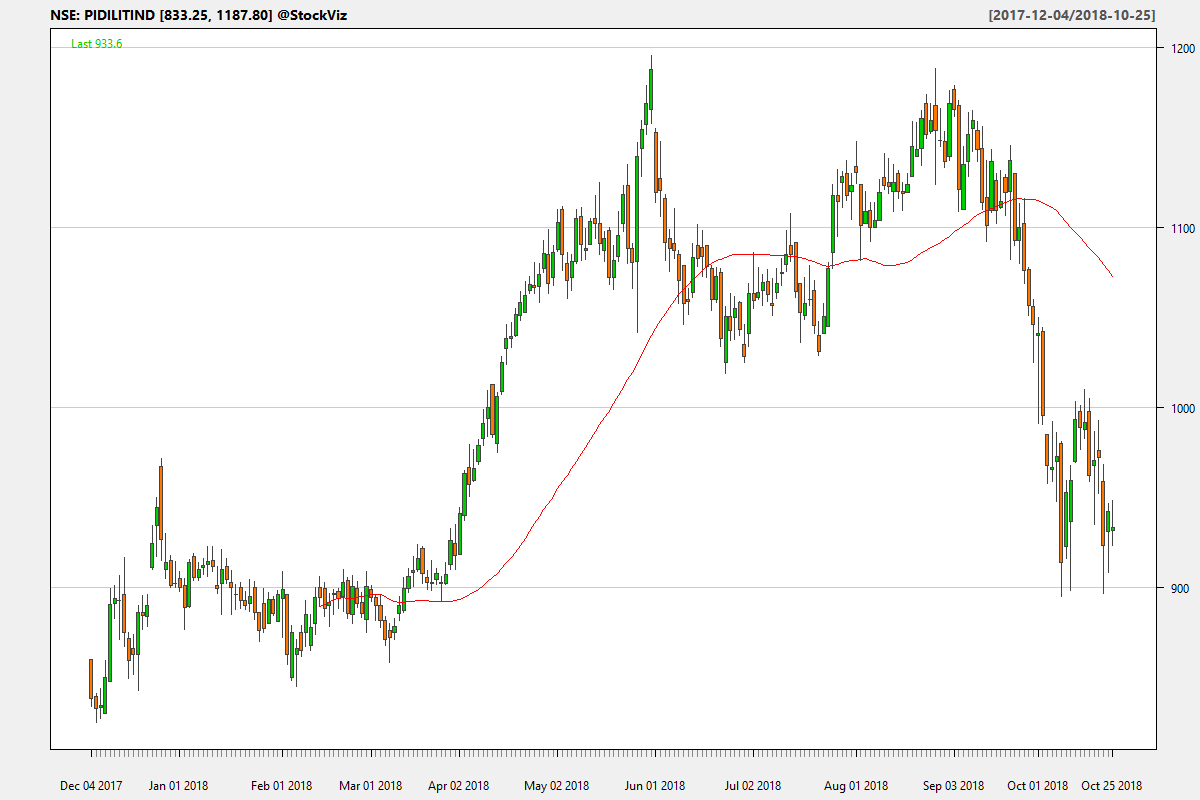 NSE: PIDILITIND [833.25, 1187.80] @StockViz [2017-12-04/2018-10-25]
Last 933.6
1200
1100
1000
900
Dec 04 2017 Jan 01 2018 Feb 01 2018 Mar 01 2018 Apr 02 2018 May 02 2018 Jun 01 2018 Jul 02 2018 Aug 01 2018 Sep 03 2018 Oct 01 2018 Oct 25 2018